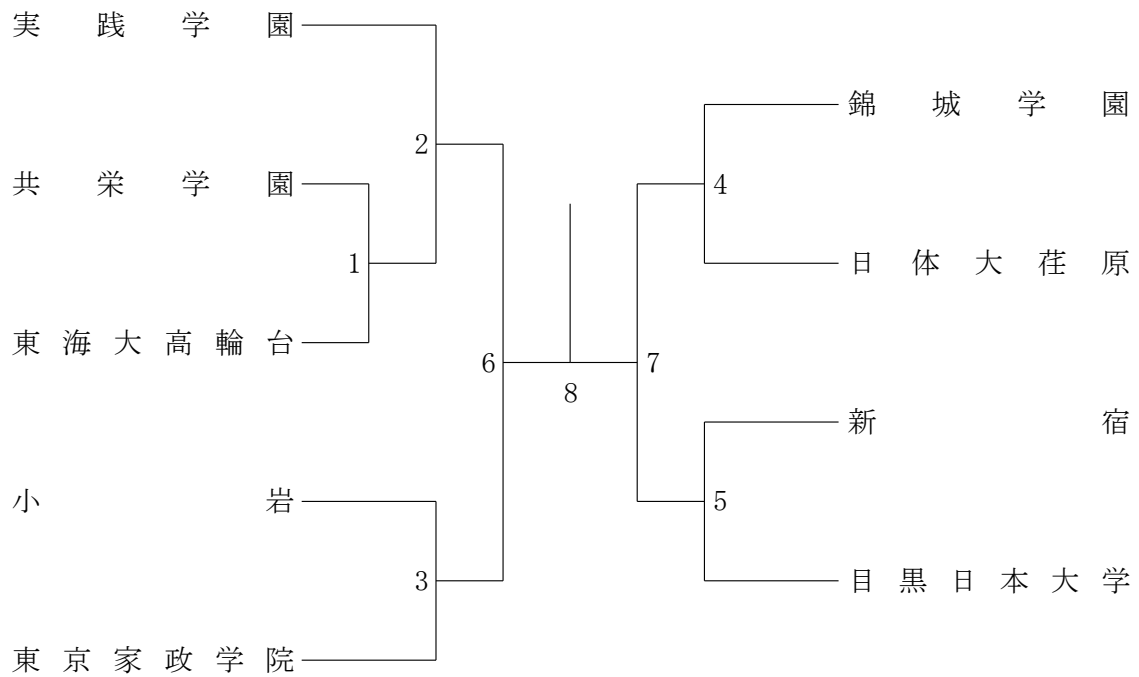 実践学園
共栄学園
東海大高輪台
小岩
東京家政学院
2
1
6
3
8
7
4
5
錦城学園
日体大荏原
新宿
目黒日本大学